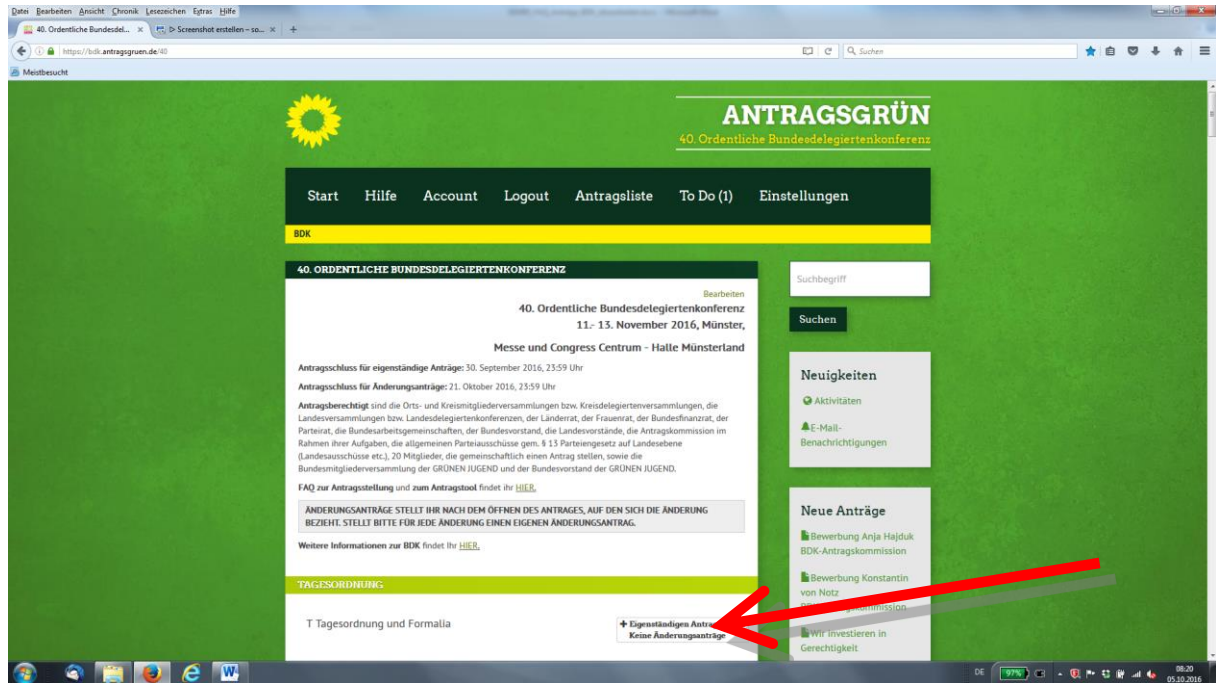 Datei Bearbeiten Ansicht Chronik Lesezeichen Extras Hilfe
40. Ordentliche Bundesdel... × Screenshot erstellen – so... × +
https://bdk.antragsgruen.de/40
Suchen
Meistbesucht
ANTRAGSGRÜN
40. Ordentliche Bundesdelegiertenkonferenz
Start Hilfe Account Logout Antragsliste To Do (1) Einstellungen
BDK
40. ORDENTLICHE BUNDESDELEGIERTENKONFERENZ
Bearbeiten
40. Ordentliche Bundesdelegiertenkonferenz
11.- 13. November 2016, Münster,
Messe und Congress Centrum - Halle Münsterland
Antragsschluss für eigenständige Anträge: 30. September 2016, 23:59 Uhr
Antragsschluss für Änderungsanträge: 21. Oktober 2016, 23:59 Uhr
Antragsberechtigt sind die Orts- und Kreismitgliederversammlungen bzw. Kreisdelegiertenversammlungen, die
Landesversammlungen bzw. Landesdelegiertenkonferenzen, der Länderrat, der Frauenrat, der Bundesfinanzrat, der
Parteirat, die Bundesarbeitsgemeinschaften, der Bundesvorstand, die Landesvorstände, die Antragskommission im
Rahmen ihrer Aufgaben, die allgemeinen Parteiausschüsse gem. § 13 Parteiengesetz auf Landesebene
(Landesausschüsse etc.), 20 Mitglieder, die gemeinschaftlich einen Antrag stellen, sowie die
Bundesmitgliederversammlung der GRÜNEN JUGEND und der Bundesvorstand der GRÜNEN JUGEND.
FAQ zur Antragsstellung und zum Antragstool findet ihr HIER.
ÄNDERUNGSANTRÄGE STELLT IHR NACH DEM ÖFFNEN DES ANTRAGES, AUF DEN SICH DIE ÄNDERUNG
BEZIEHT. STELLT BITTE FÜR JEDE ÄNDERUNG EINEN EIGENEN ÄNDERUNGSANTRAG.
Weitere Informationen zur BDK findet Ihr HIER.
TAGESORDNUNG
T Tagesordnung und Formalia
+ Eigenständigen
Keine Änderungsanträge
Suchbegriff
Suchen
Neuigkeiten
Aktivitäten
E-Mail-
Benachrichtigungen
Neue Anträge
Bewerbung Anja Hajduk
BDK-Antragskommission
Bewerbung Konstantin
von Notz
Wir investieren in
Gerechtigkeit
DE 97% 08:20
05.10.2016